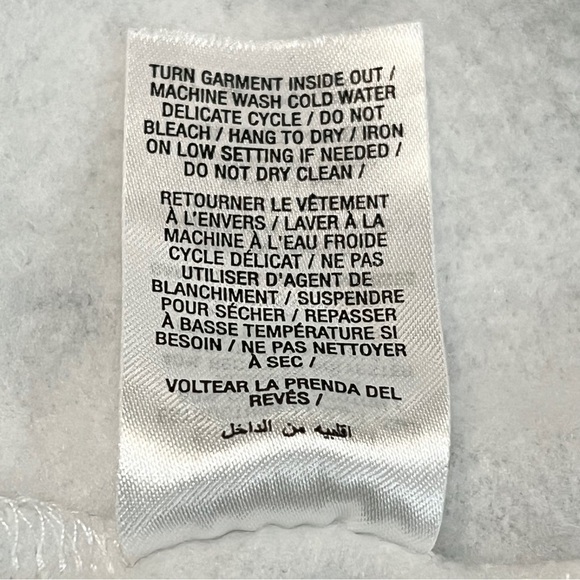 TURN GARMENT INSIDE OUT /
MACHINE WASH COLD WATER
DELICATE CYCLE / DO NOT
BLEACH / HANG TO DRY / IRON
ON LOW SETTING IF NEEDED /
DO NOT DRY CLEAN /
RETOURNER LE VÊTEMENT
À L'ENVERS / LAVER À LA
MACHINE À L'EAU FROIDE
CYCLE DÉLICAT / NE PAS
UTILISER D'AGENT DE
BLANCHIMENT / SUSPENDRE
POUR SÉCHER / REPASSER
À BASSE TEMPÉRATURE SI
BESOIN / NE PAS NETTOYER
À SEC /
VOLTEAR LA PRENDA DEL
REVÉS /
اقلبيه من الداخل